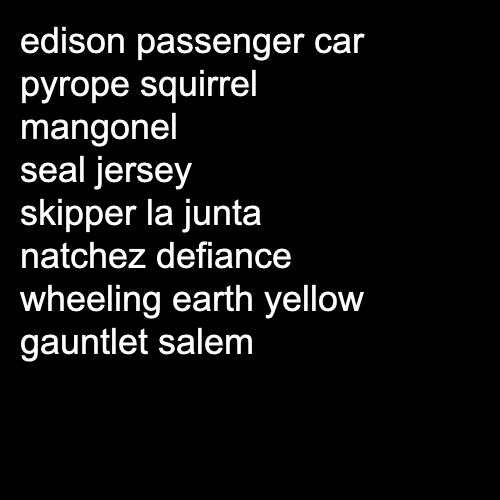 edison passenger car
pyrope squirrel
mangonel
seal jersey
skipper la junta
natchez defiance
wheeling earth yellow
gauntlet salem